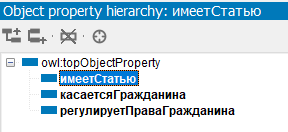 Object property hierarchy: имеетСтатью
owl:topObjectProperty
имеетСтатью
касаетсяГражданина
регулируетПраваГражданина